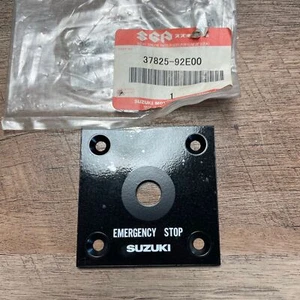 SGP
37825-92E00
1
EMERGENCY STOP
SUZUKI